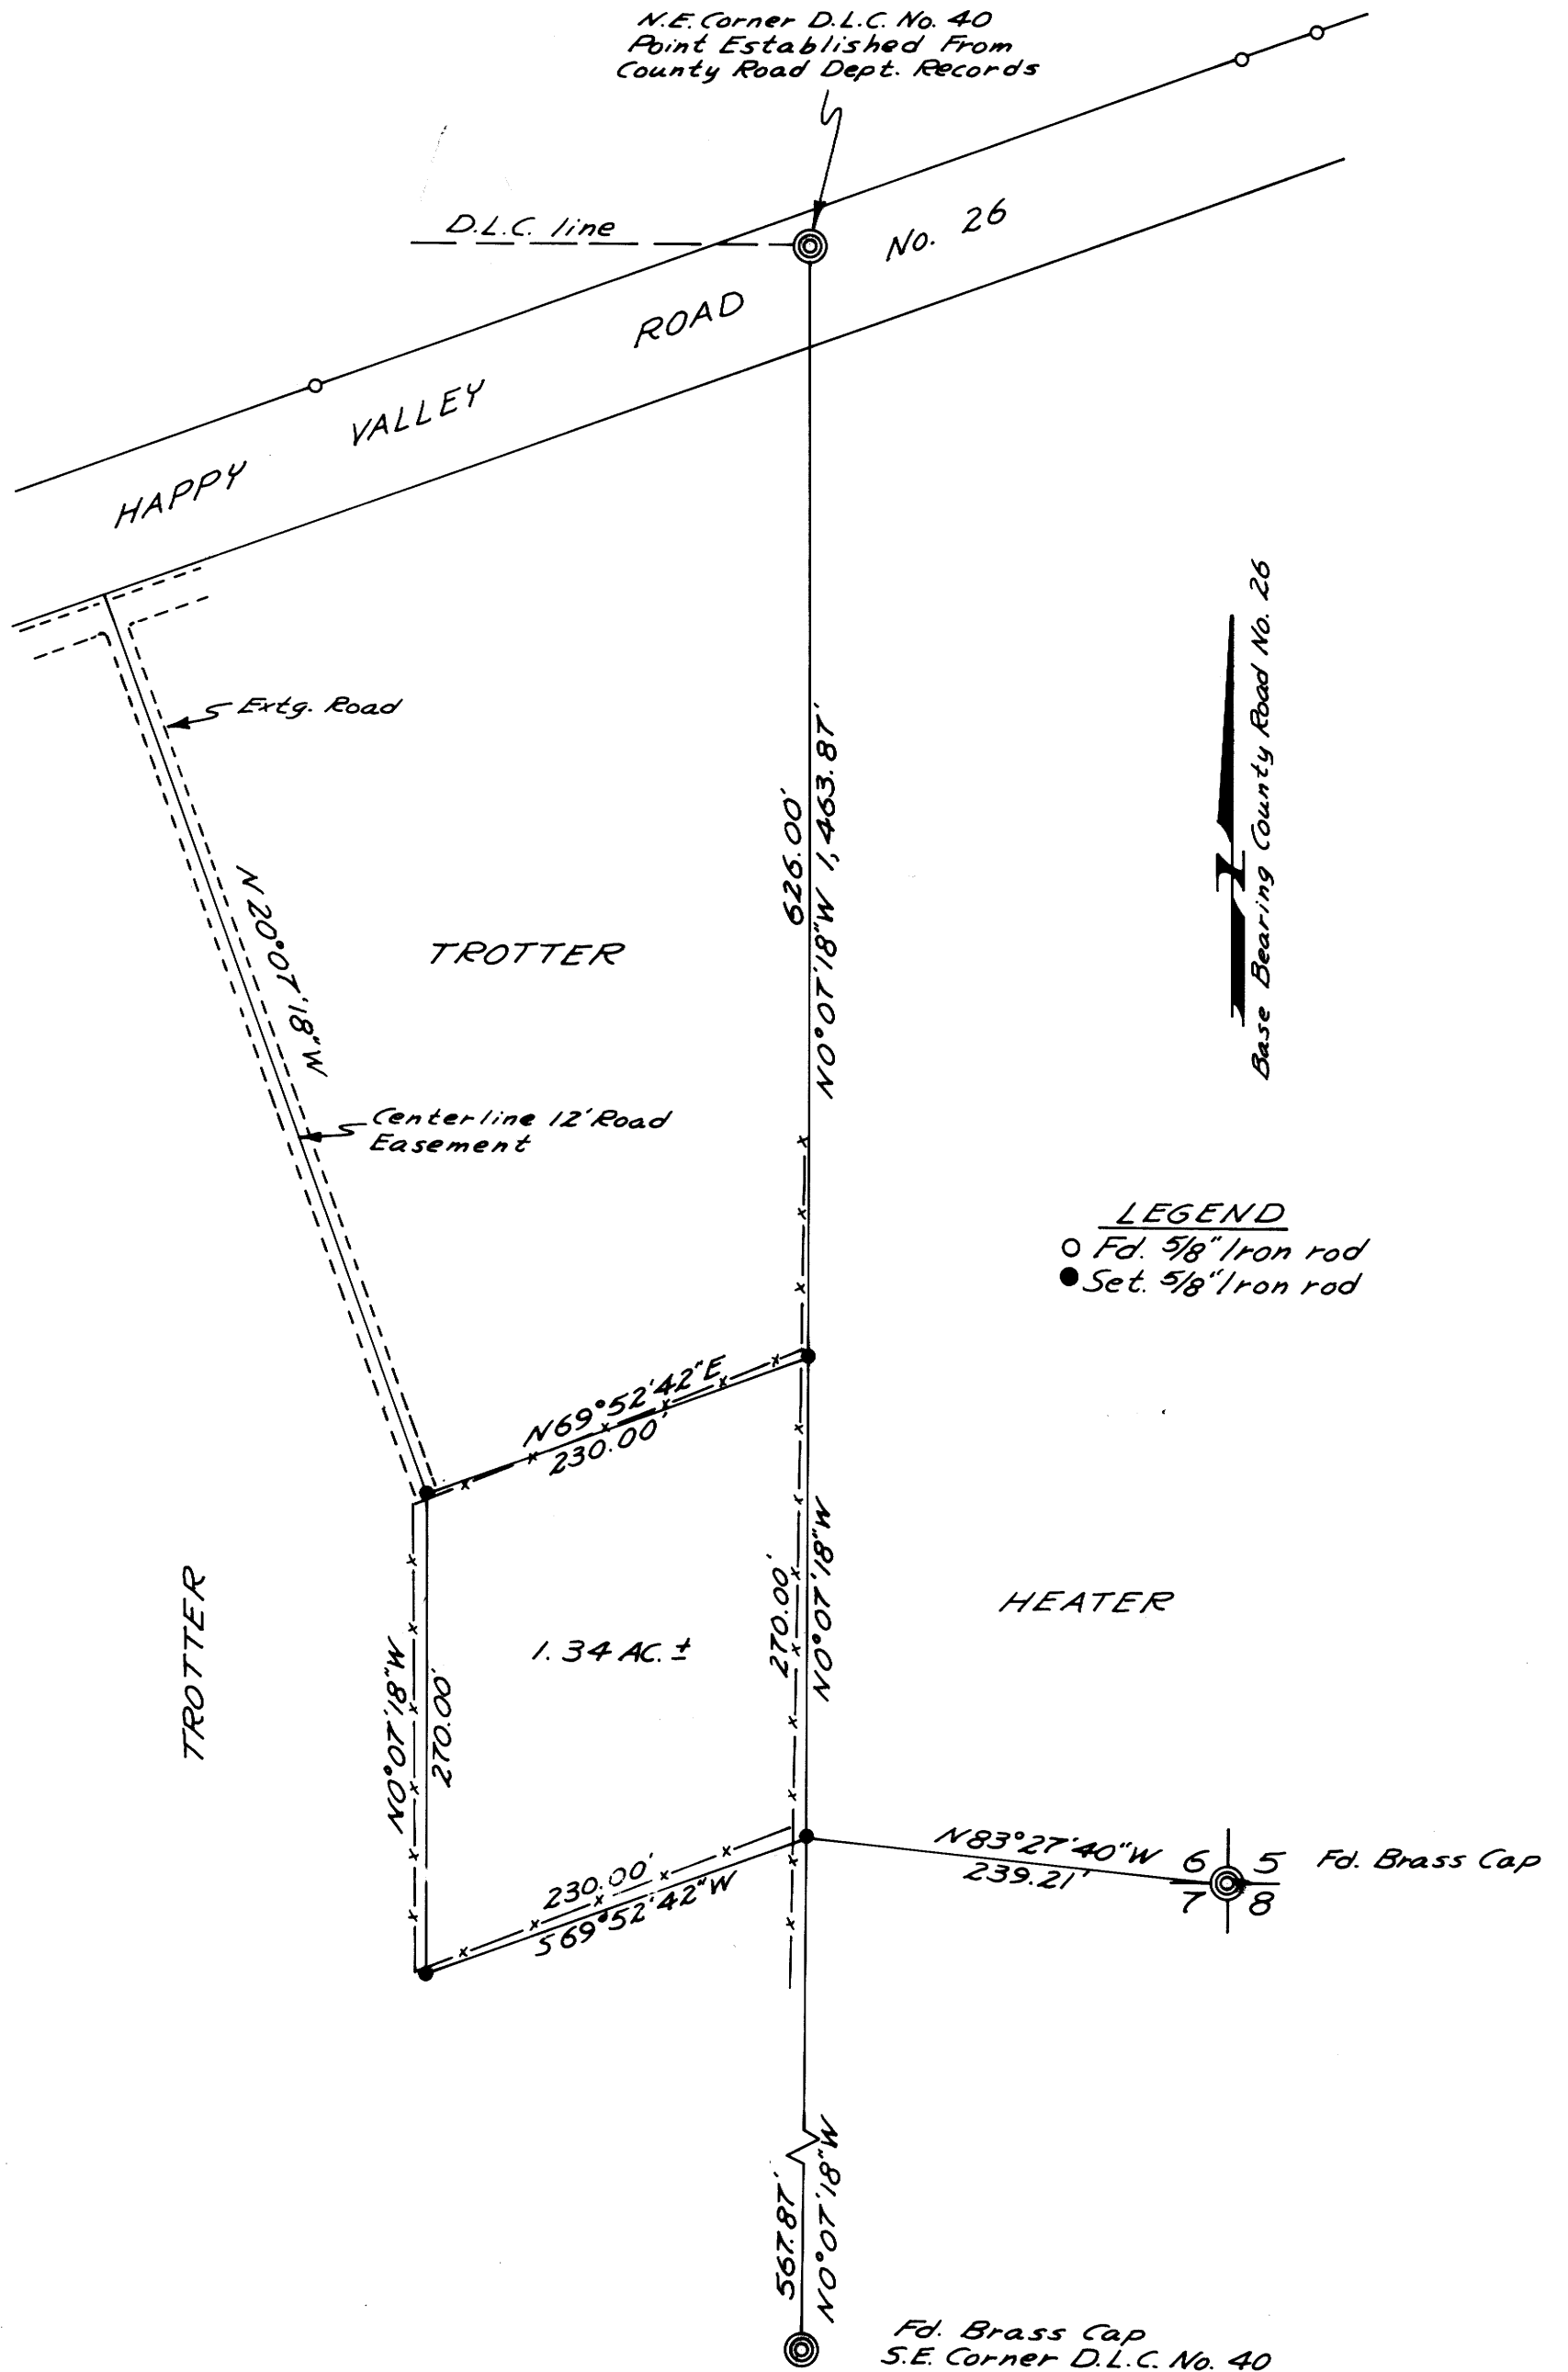 N.E. Corner D.L.C. No. 40
Point Established From
County Road Dept. Records
D.L.C. line
HAPPY VALLEY ROAD No. 26
Extg. Road
N 20°07'18" W
TROTTER
Centerline 12' Road
Easement
626.00'
N0°07'18"W 1,463.87'
Base Bearing County Road No. 26
N
LEGEND
Fd. 5/8" Iron rod
Set. 5/8" Iron rod
N69°52'42"E
230.00'
TROTTER
N0°07'18"W
270.00'
1.34 AC. ±
270.00'
N0°07'18"W
HEATER
230.00'
S69°52'42"W
N83°27'40"W
239.21'
6 5
7 8
Fd. Brass Cap
567.87'
N0°07'18"W
Fd. Brass Cap
S.E. Corner D.L.C. No. 40